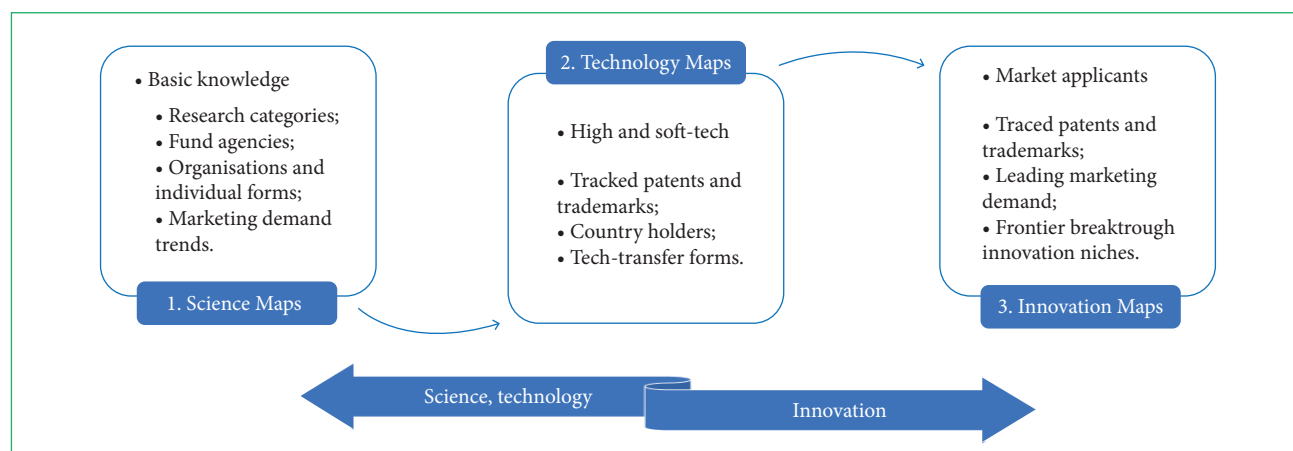 • Basic knowledge
• Research categories;
• Fund agencies;
• Organisations and
individual forms;
• Marketing demand
trends.
1. Science Maps
2. Technology Maps
• High and soft-tech
• Tracked patents and
trademarks;
• Country holders;
• Tech-transfer forms.
• Market applicants
• Traced patents and
trademarks;
• Leading marketing
demand;
• Frontier breaktrough
innovation niches.
3. Innovation Maps
Science, technology
Innovation